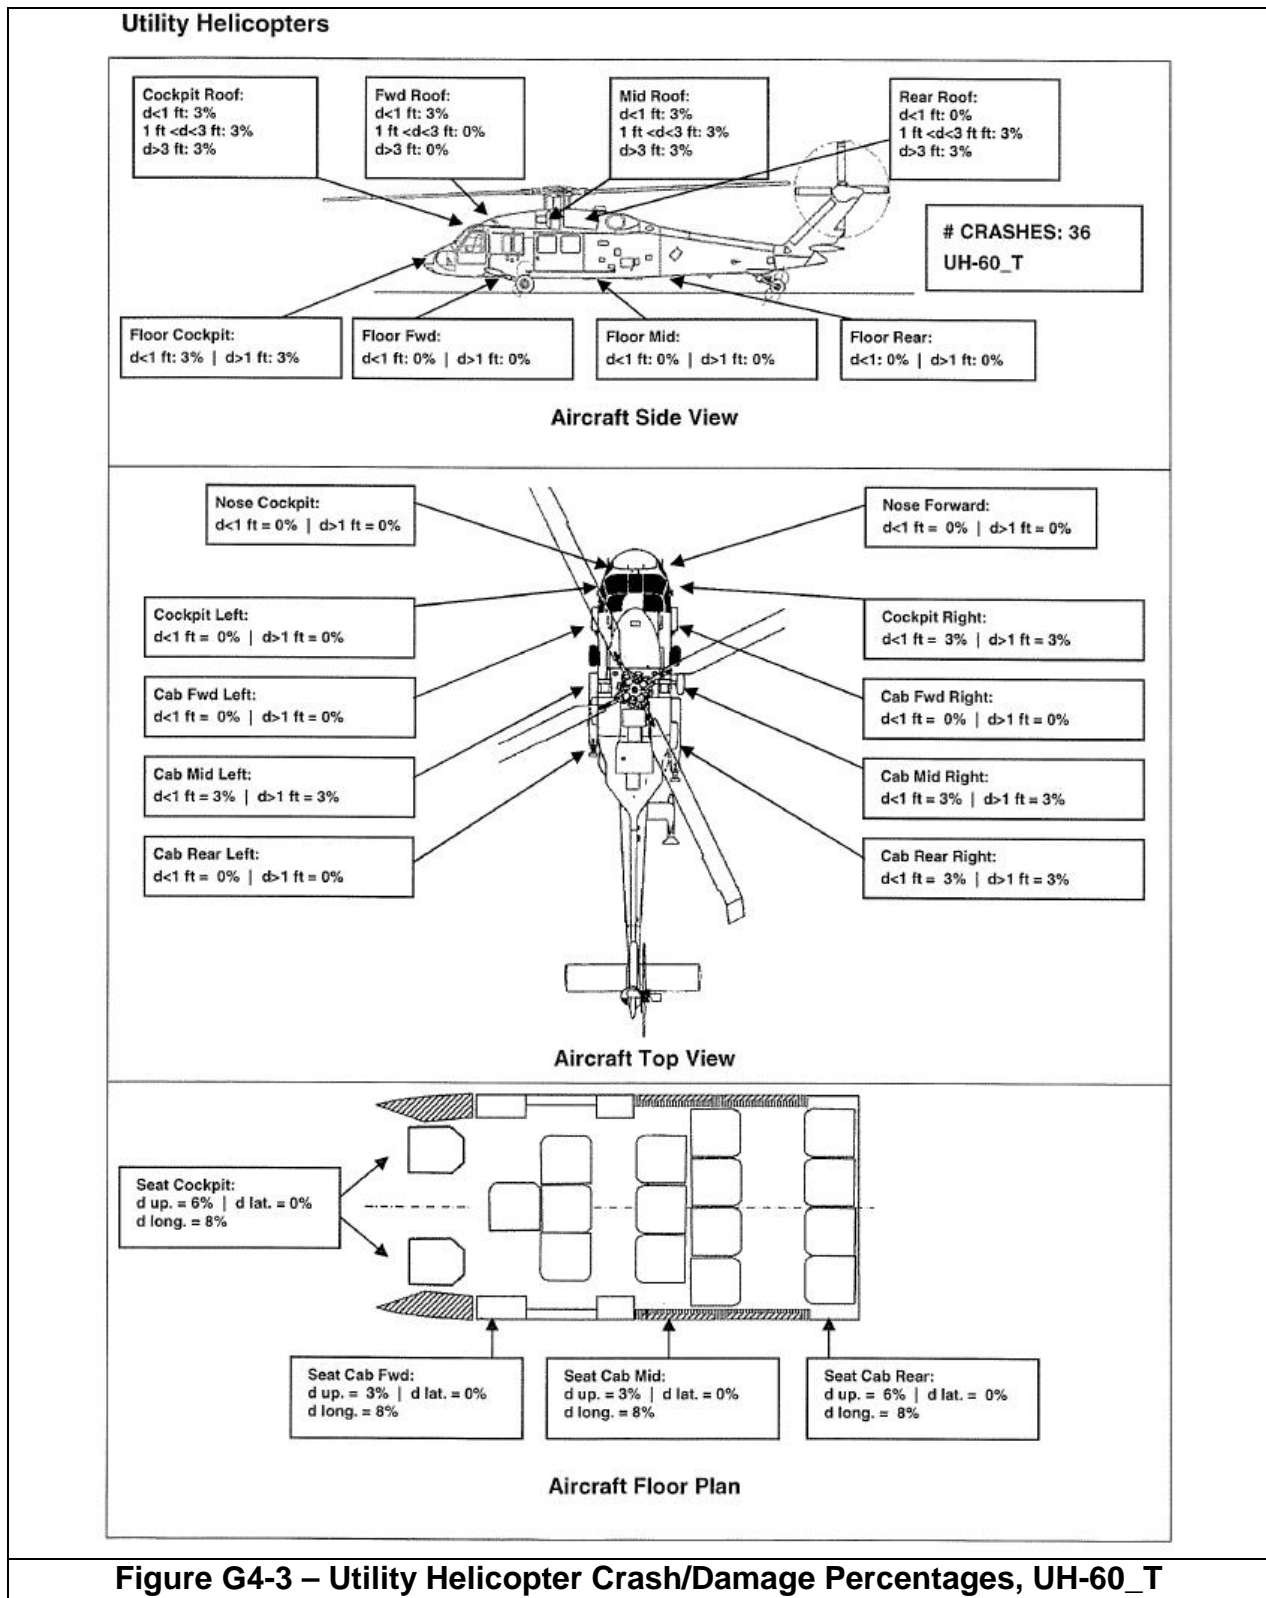 Utility Helicopters
Cockpit Roof:
d<1 ft: 3%
1 ft <d<3 ft: 3%
d>3 ft: 3%
Fwd Roof:
d<1 ft: 3%
1 ft <d<3 ft: 0%
d>3 ft: 0%
Mid Roof:
d<1 ft: 3%
1 ft <d<3 ft: 3%
d>3 ft: 3%
Rear Roof:
d<1 ft: 0%
1 ft <d<3 ft ft: 3%
d>3 ft: 3%
# CRASHES: 36
UH-60_T
Floor Cockpit:
d<1 ft: 3% | d>1 ft: 3%
Floor Fwd:
d<1 ft: 0% | d>1 ft: 0%
Floor Mid:
d<1 ft: 0% | d>1 ft: 0%
Floor Rear:
d<1: 0% | d>1 ft: 0%
Aircraft Side View
Nose Cockpit:
d<1 ft = 0% | d>1 ft = 0%
Nose Forward:
d<1 ft = 0% | d>1 ft = 0%
Cockpit Left:
d<1 ft = 0% | d>1 ft = 0%
Cockpit Right:
d<1 ft = 3% | d>1 ft = 3%
Cab Fwd Left:
d<1 ft = 0% | d>1 ft = 0%
Cab Fwd Right:
d<1 ft = 0% | d>1 ft = 0%
Cab Mid Left:
d<1 ft = 3% | d>1 ft = 3%
Cab Mid Right:
d<1 ft = 3% | d>1 ft = 3%
Cab Rear Left:
d<1 ft = 0% | d>1 ft = 0%
Cab Rear Right:
d<1 ft = 3% | d>1 ft = 3%
Aircraft Top View
Seat Cockpit:
d up. = 6% | d lat. = 0%
d long. = 8%
Seat Cab Fwd:
d up. = 3% | d lat. = 0%
d long. = 8%
Seat Cab Mid:
d up. = 3% | d lat. = 0%
d long. = 8%
Seat Cab Rear:
d up. = 6% | d lat. = 0%
d long. = 8%
Aircraft Floor Plan
Figure G4-3 – Utility Helicopter Crash/Damage Percentages, UH-60_T